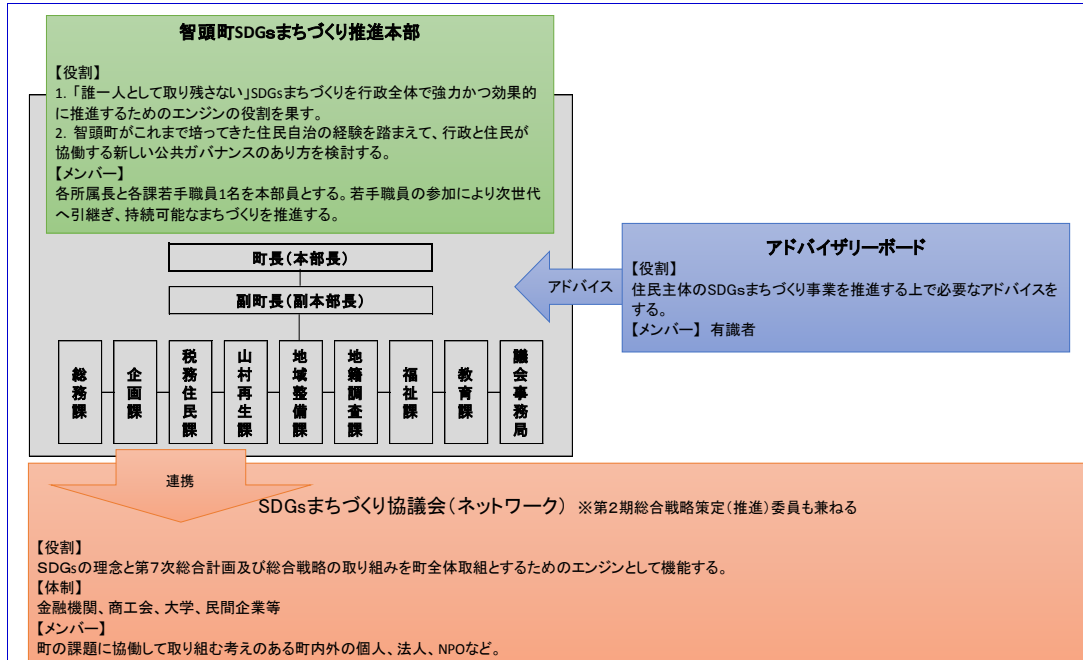 智頭町SDGsまちづくり推進本部
【役割】
1. 「誰一人として取り残さない」SDGsまちづくりを行政全体で強力かつ効果的
に推進するためのエンジンの役割を果す。
2. 智頭町がこれまで培ってきた住民自治の経験を踏まえて、行政と住民が
協働する新しい公共ガバナンスのあり方を検討する。
【メンバー】
各所属長と各課若手職員1名を本部員とする。若手職員の参加により次世代
へ引継ぎ、持続可能なまちづくりを推進する。
町長(本部長)
副町長(副本部長)
総務課
企画課
税務住民課
山村再生課
地域整備課
地籍調査課
福祉課
教育課
議会事務局
アドバイス
アドバイザリーボード
【役割】
住民主体のSDGsまちづくり事業を推進する上で必要なアドバイスを
する。
【メンバー】 有識者
連携
SDGsまちづくり協議会(ネットワーク) ※第2期総合戦略策定(推進)委員も兼ねる
【役割】
SDGsの理念と第7次総合計画及び総合戦略の取り組みを町全体取組とするためのエンジンとして機能する。
【体制】
金融機関、商工会、大学、民間企業等
【メンバー】
町の課題に協働して取り組む考えのある町内外の個人、法人、NPOなど。